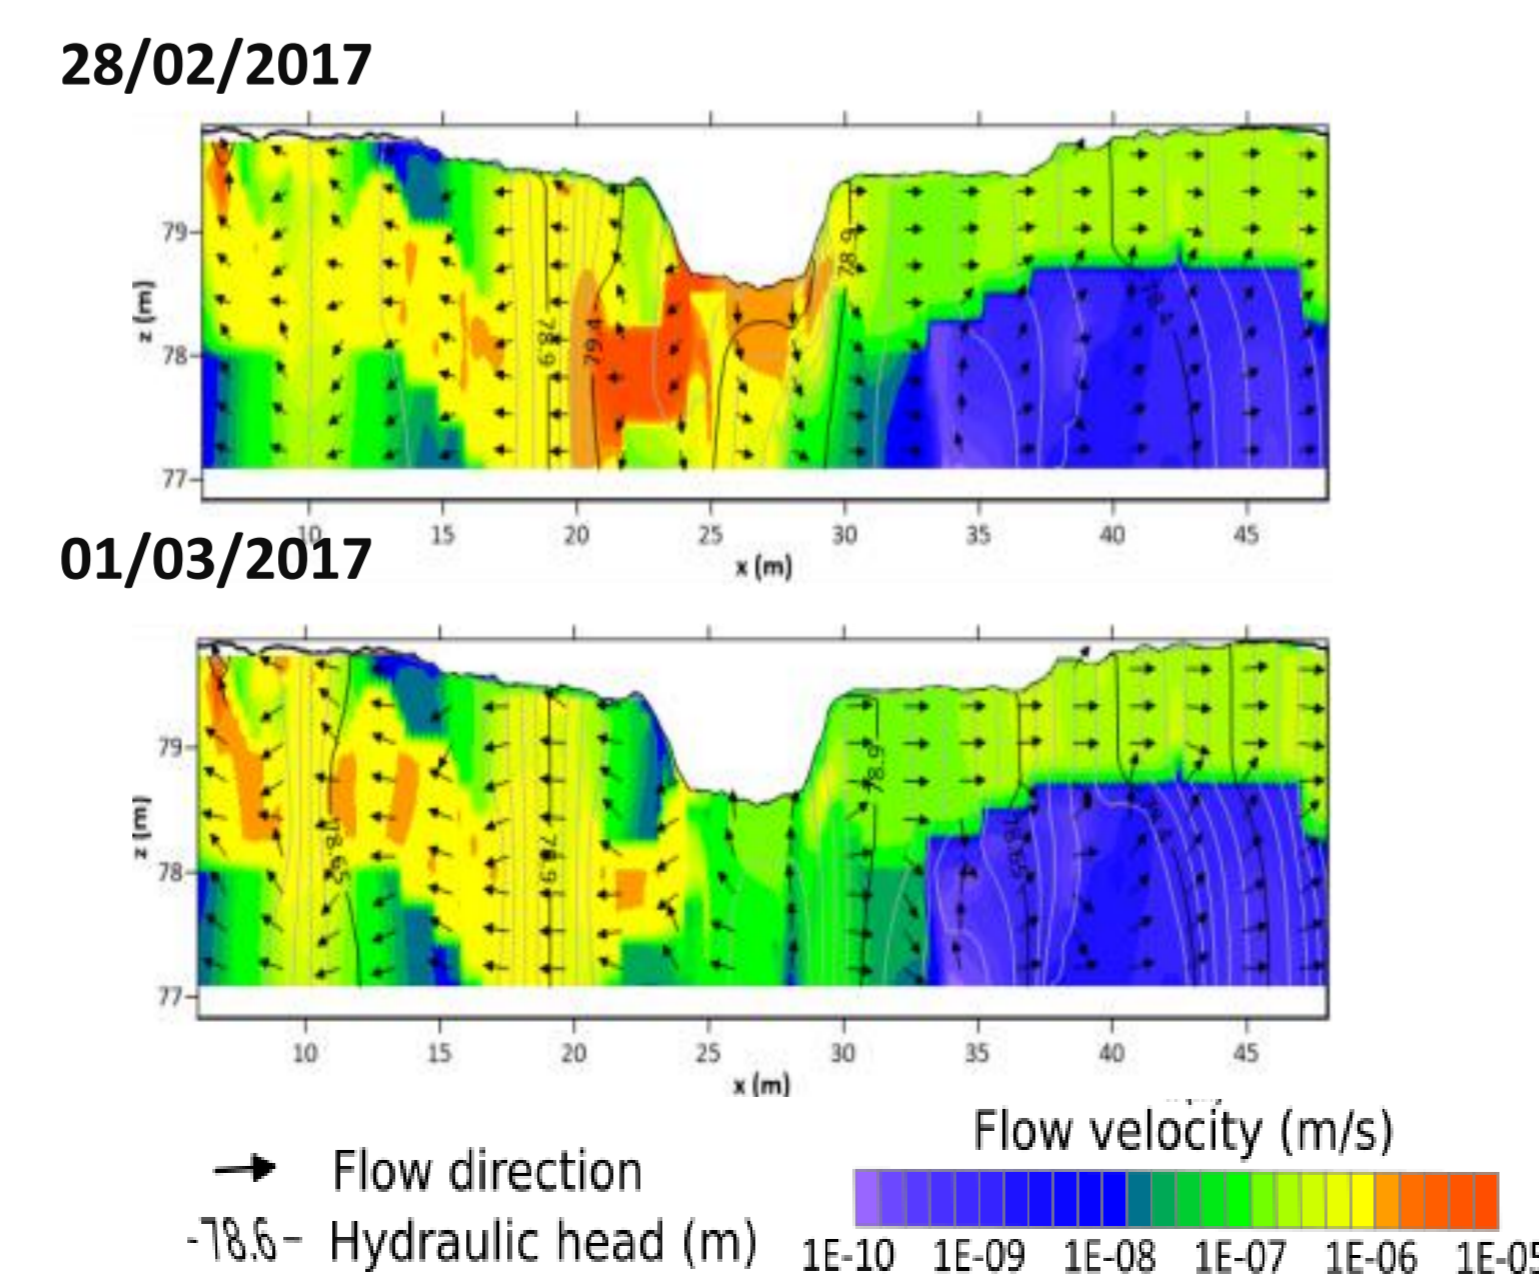 28/02/2017
79
78
77
z (m)
78.9
79.4
78.9
10 15 20 25 30 35 40 45
x (m)
01/03/2017
79
78
77
z (m)
78.65
78.9
78.9
78.65
10 15 20 25 30 35 40 45
x (m)
Flow velocity (m/s)
Flow direction
-78.6- Hydraulic head (m)
1E-10 1E-09 1E-08 1E-07 1E-06 1E-05